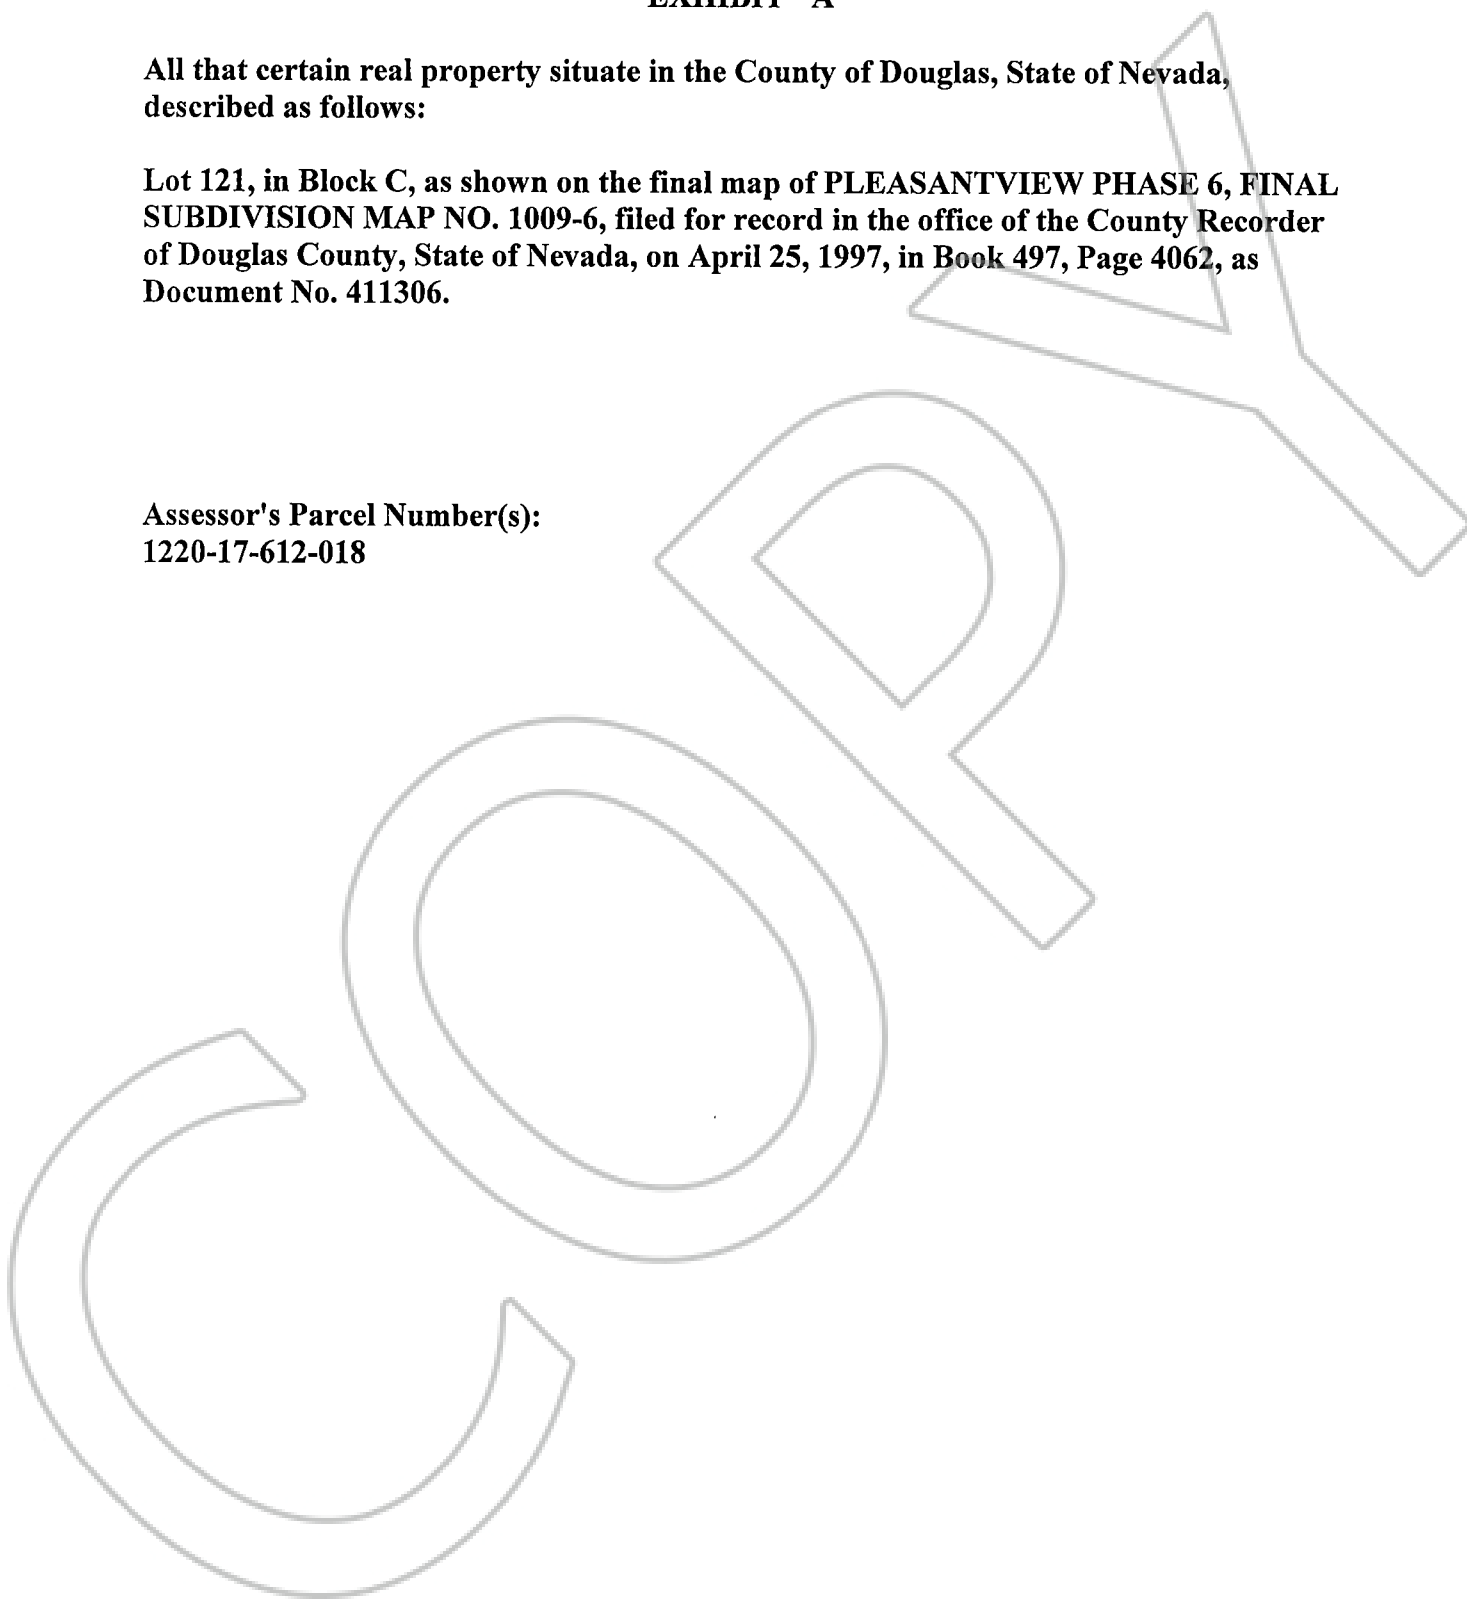 EXHIBIT "A"
All that certain real property situate in the County of Douglas, State of Nevada,
described as follows:
Lot 121, in Block C, as shown on the final map of PLEASANTVIEW PHASE 6, FINAL
SUBDIVISION MAP NO. 1009-6, filed for record in the office of the County Recorder
of Douglas County, State of Nevada, on April 25, 1997, in Book 497, Page 4062, as
Document No. 411306.
Assessor's Parcel Number(s):
1220-17-612-018
COPY